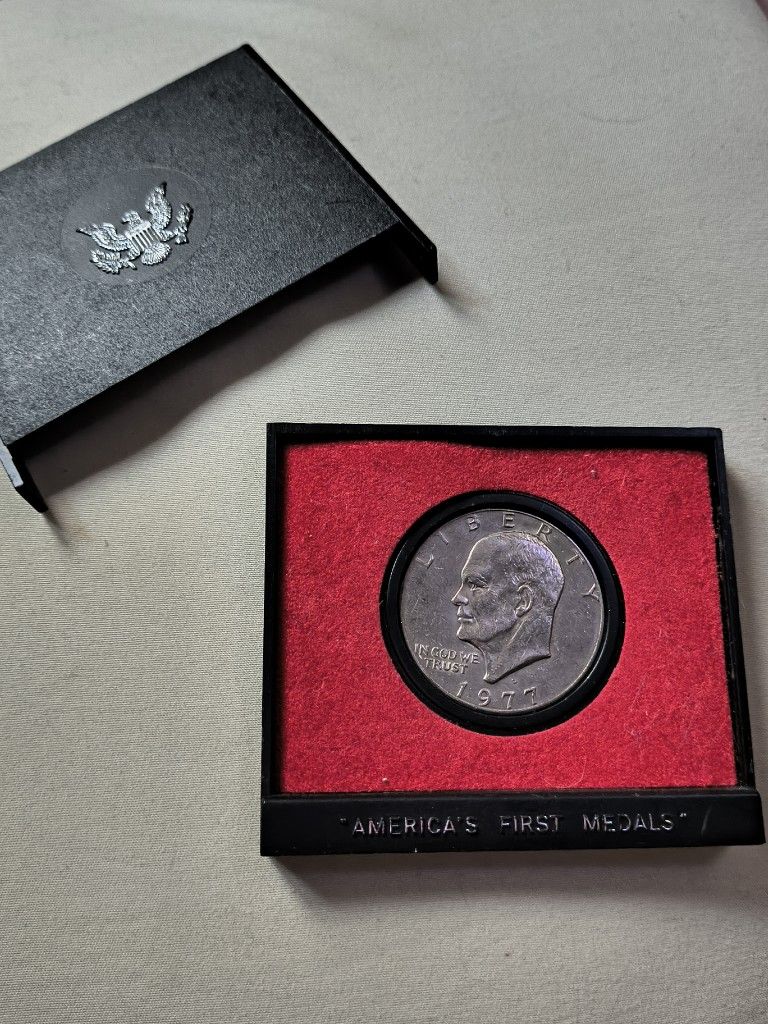 LIBERTY
IN GOD WE
TRUST
1977
"AMERICA'S FIRST MEDALS"